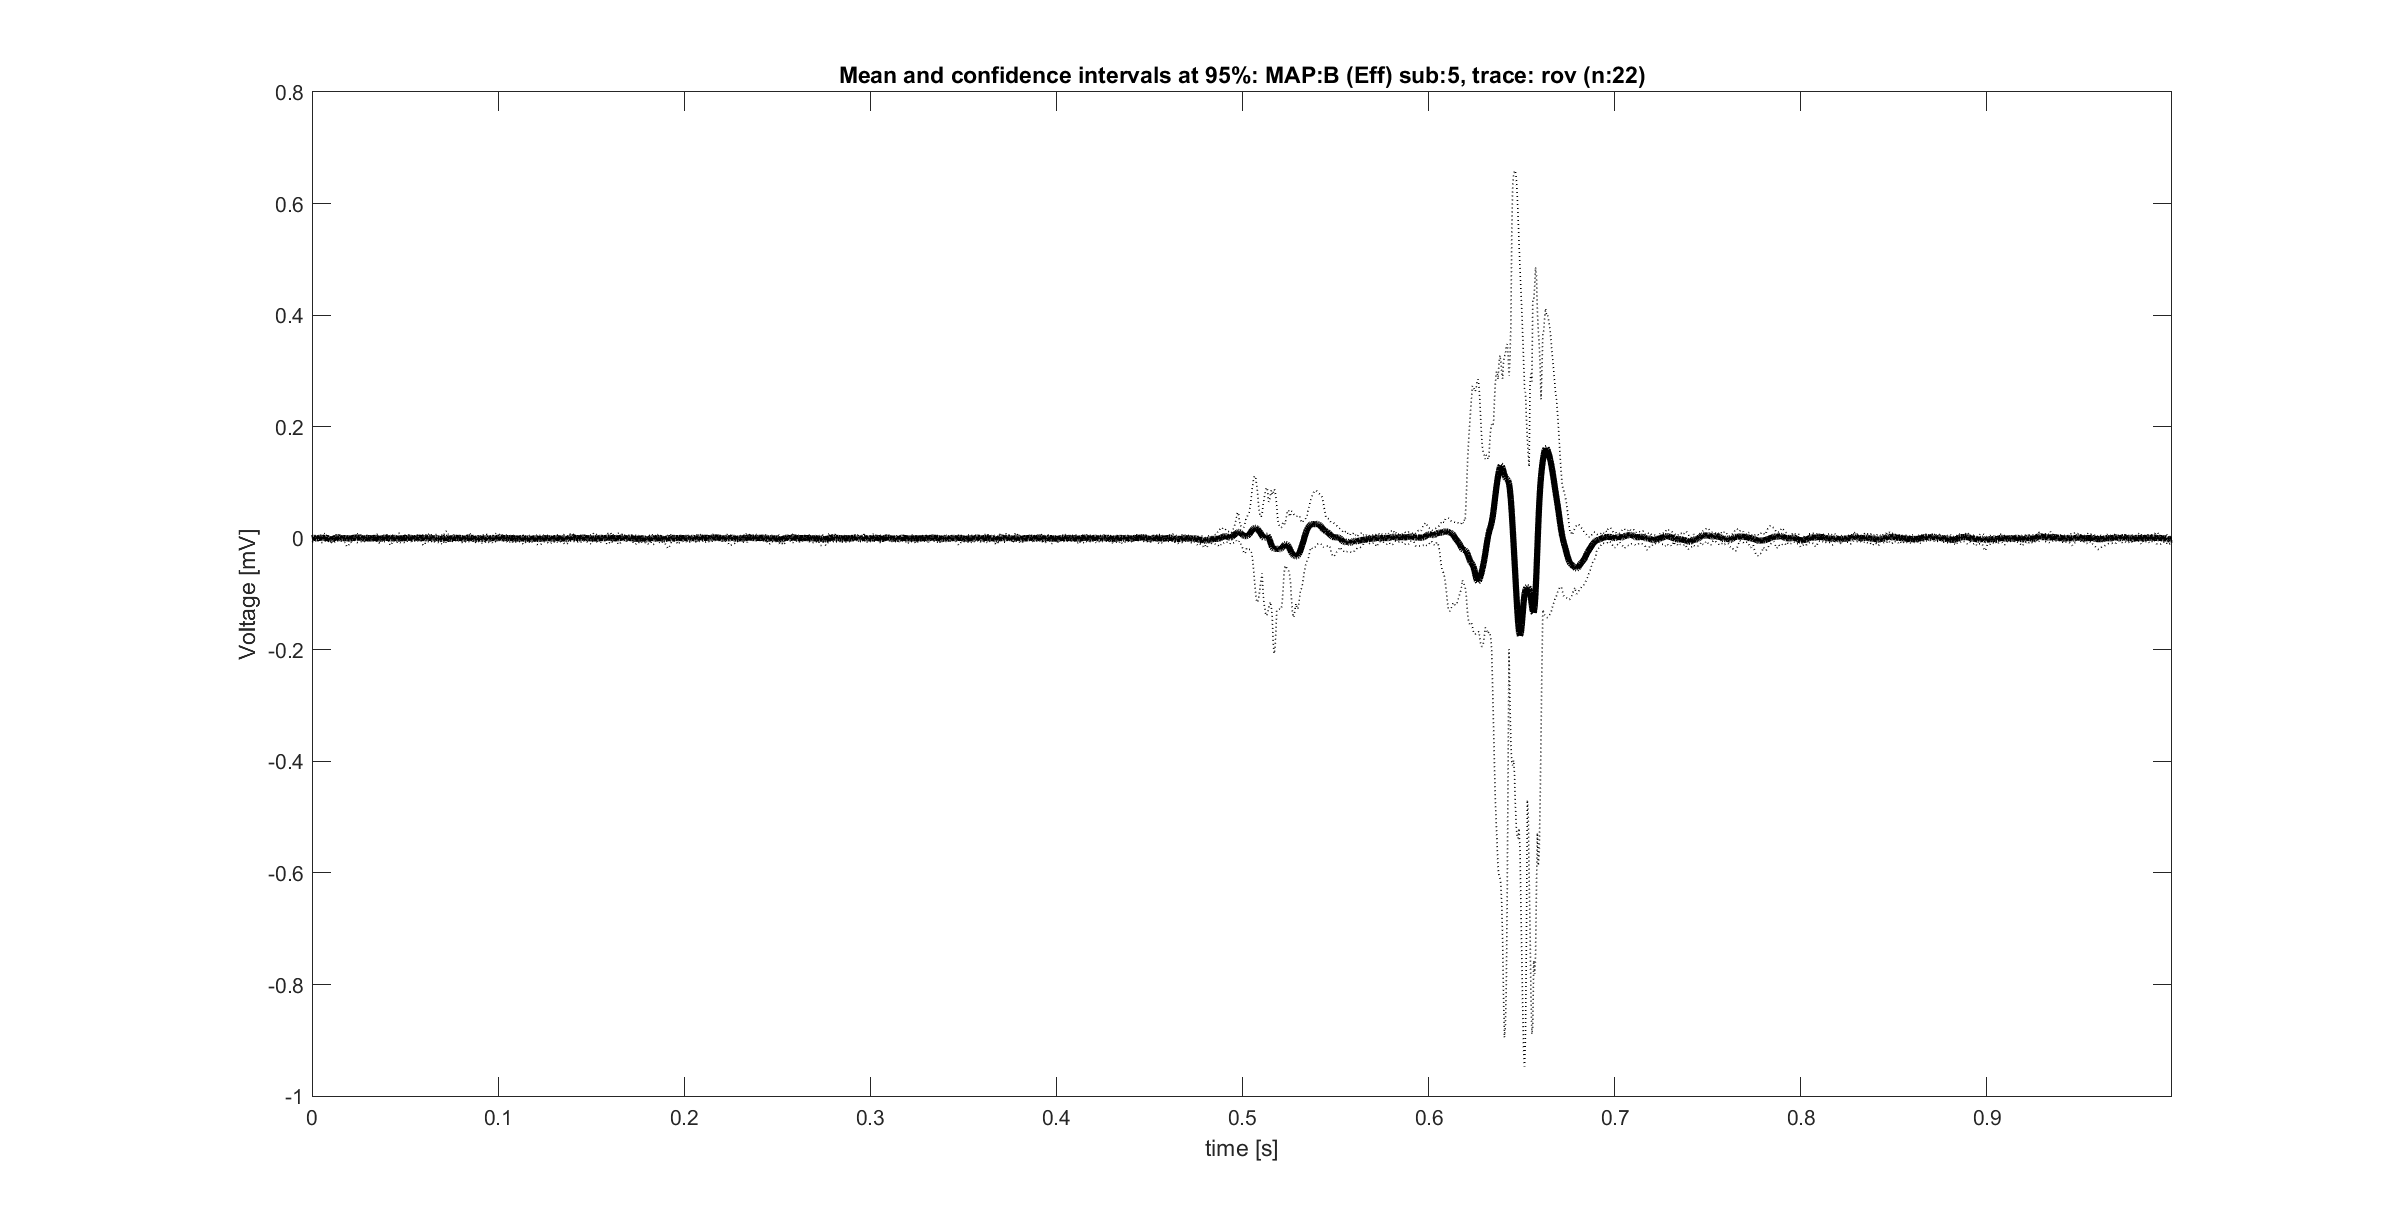 Mean and confidence intervals at 95%: MAP:B (Eff) sub:5, trace: rov (n:22)
0.8
0.6
0.4
0.2
0
-0.2
-0.4
-0.6
-0.8
-1
Voltage [mV]
0 0.1 0.2 0.3 0.4 0.5 0.6 0.7 0.8 0.9
time [s]